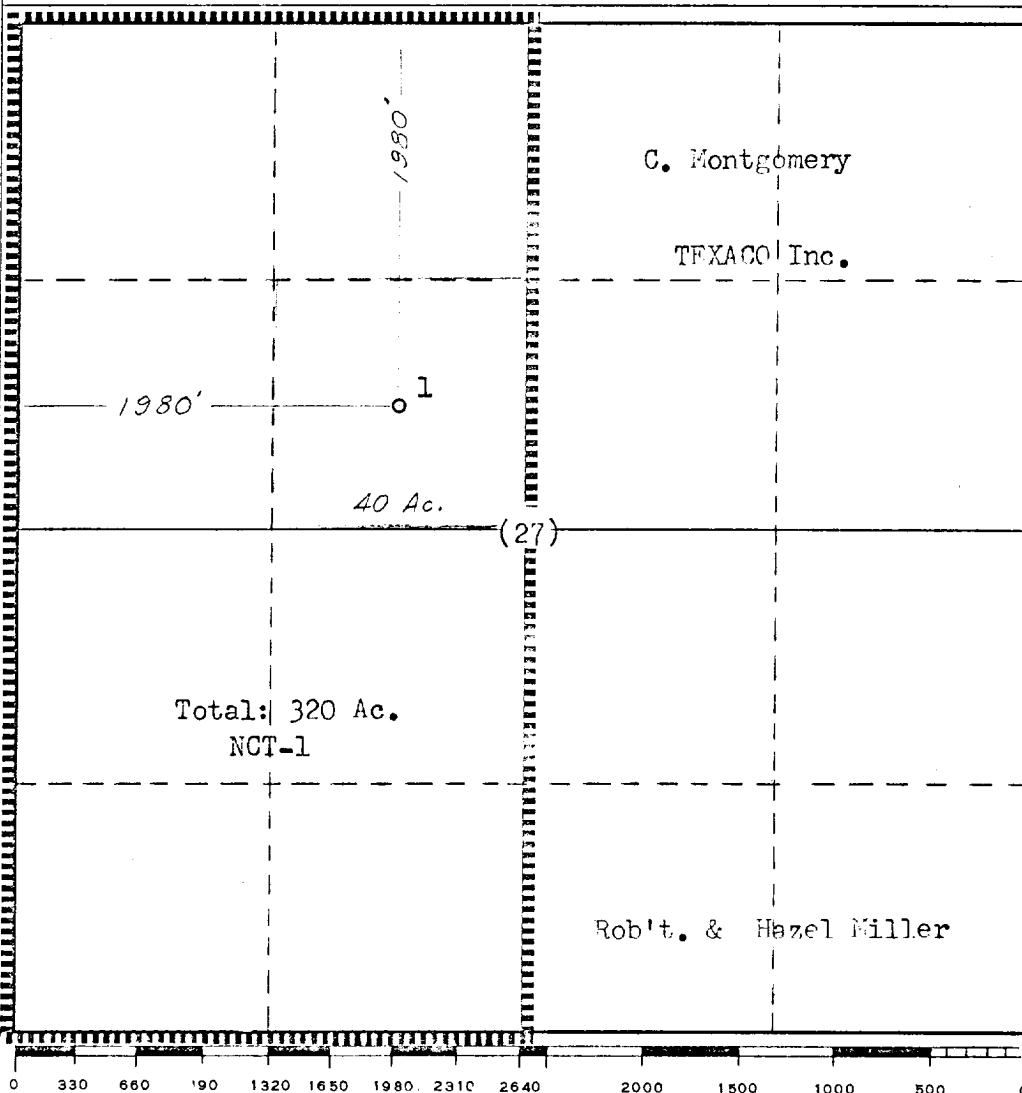 1980'
C. Montgomery
TEXACO Inc.
1980'
1
40 Ac.
(27)
Total: 320 Ac.
NCT-1
Rob't. & Hazel Miller
0 330 660 '90 1320 1650 1980. 2310 2640 2000 1500 1000 500